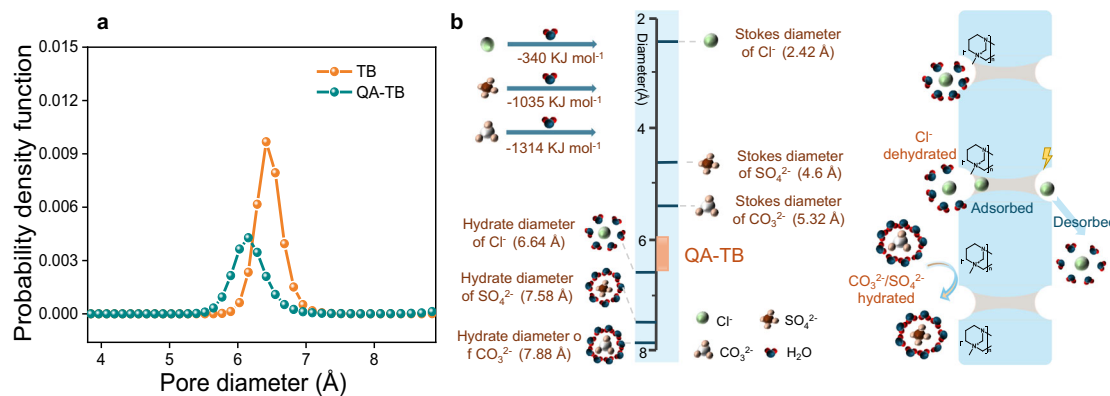 a
0.015
0.012
0.009
0.006
0.003
0.000
Probability density function
TB
QA-TB
4
5
6
7
8
Pore diameter (Å)
b
-340 KJ mol⁻¹
-1035 KJ mol⁻¹
-1314 KJ mol⁻¹
Diameter(Å)
2
4
6
8
Stokes diameter
of Cl⁻ (2.42 Å)
Stokes diameter
of SO₄²⁻ (4.6 Å)
Stokes diameter
of CO₃²⁻ (5.32 Å)
Hydrate diameter
of Cl⁻ (6.64 Å)
Hydrate diameter
of SO₄²⁻ (7.58 Å)
Hydrate diameter o
f CO₃²⁻ (7.88 Å)
QA-TB
Cl⁻
SO₄²⁻
CO₃²⁻
H₂O
Cl⁻
dehydrated
Adsorbed
Desorbed
CO₃²⁻/SO₄²⁻
hydrated